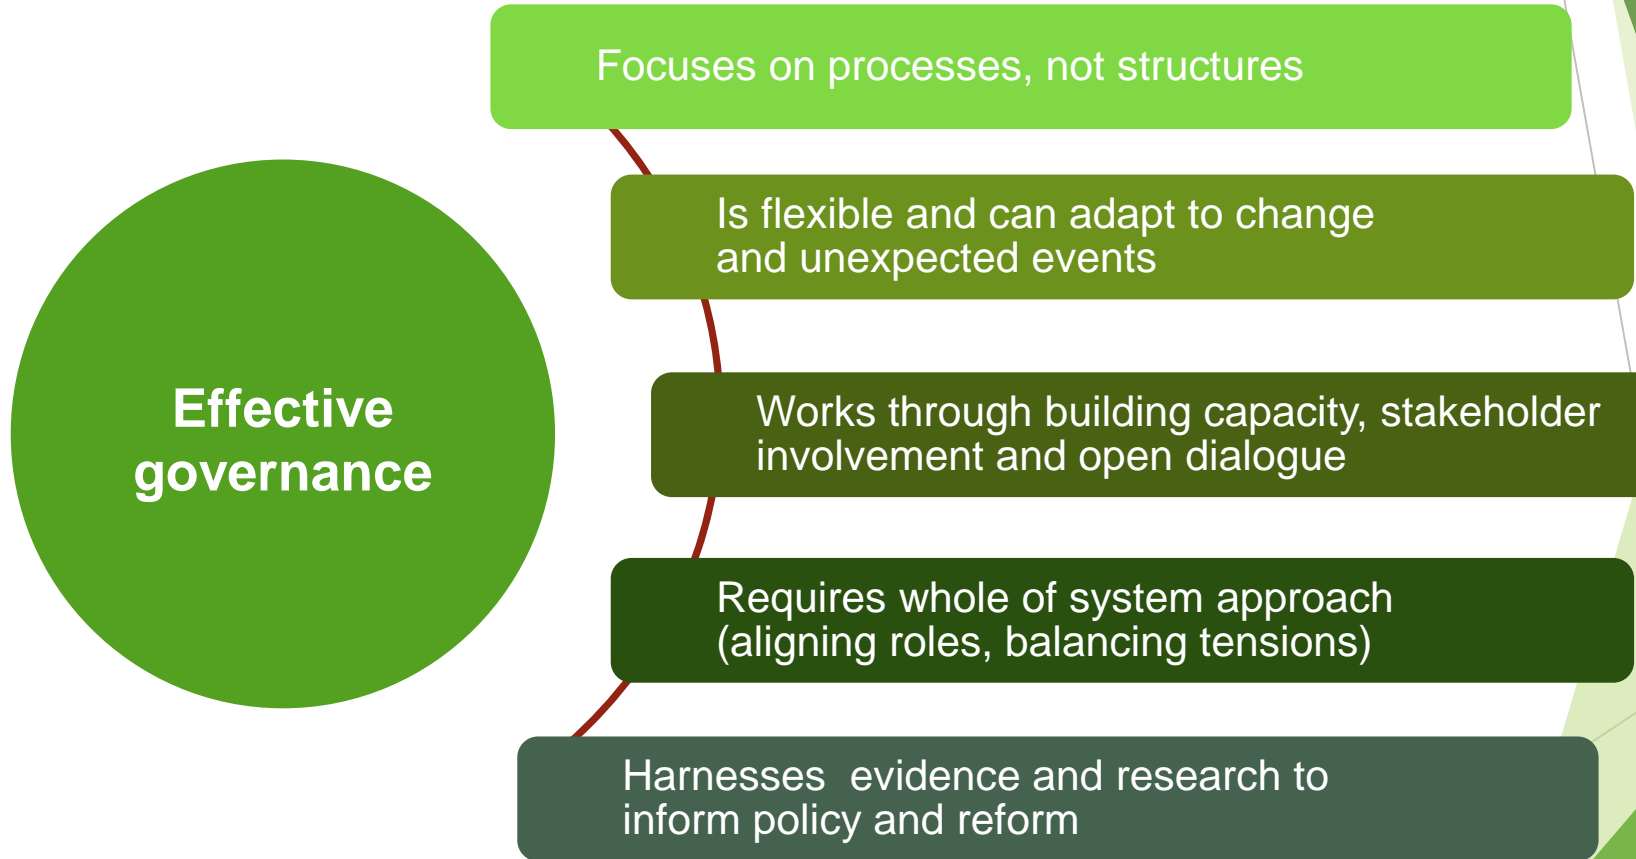 Focuses on processes, not structures
Is flexible and can adapt to change
and unexpected events
Effective
governance
Works through building capacity, stakeholder
involvement and open dialogue
Requires whole of system approach
(aligning roles, balancing tensions)
Harnesses  evidence and research to
inform policy and reform